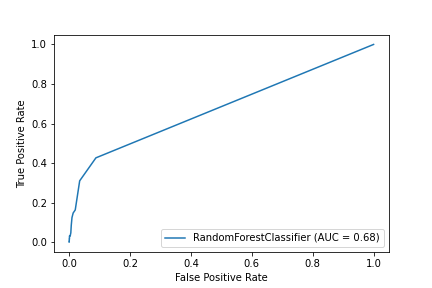 1.0
0.8
0.6
0.4
0.2
0.0
True Positive Rate
RandomForestClassifier (AUC = 0.68)
0.0 0.2 0.4 0.6 0.8 1.0
False Positive Rate